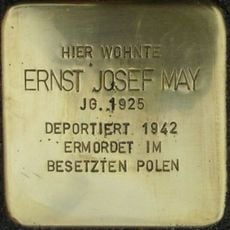 HIER WOHNTE
ERNST JOSEF MAY
JG. 1925
DEPORTIERT 1942
ERMORDET IM
BESETZTEN POLEN